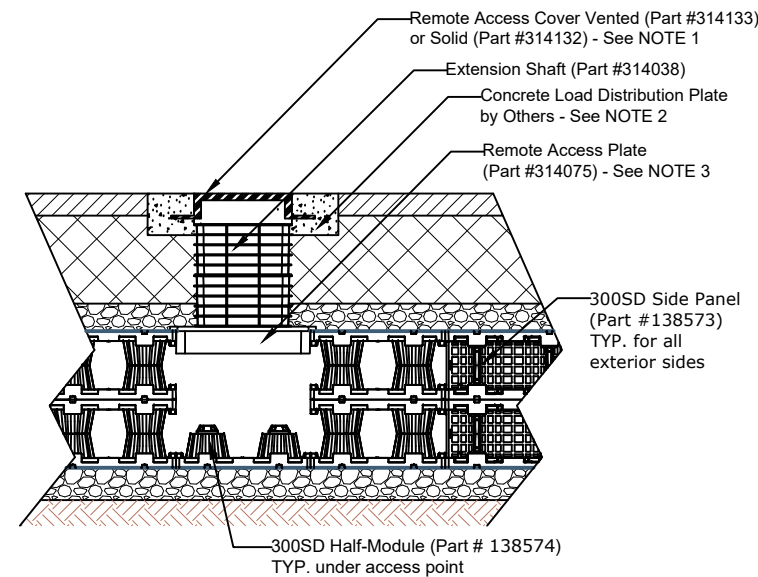 Remote Access Cover Vented (Part #314133)
or Solid (Part #314132) - See NOTE 1
Extension Shaft (Part #314038)
Concrete Load Distribution Plate
by Others - See NOTE 2
Remote Access Plate
(Part #314075) - See NOTE 3
300SD Side Panel
(Part #138573)
TYP. for all
exterior sides
300SD Half-Module (Part # 138574)
TYP. under access point